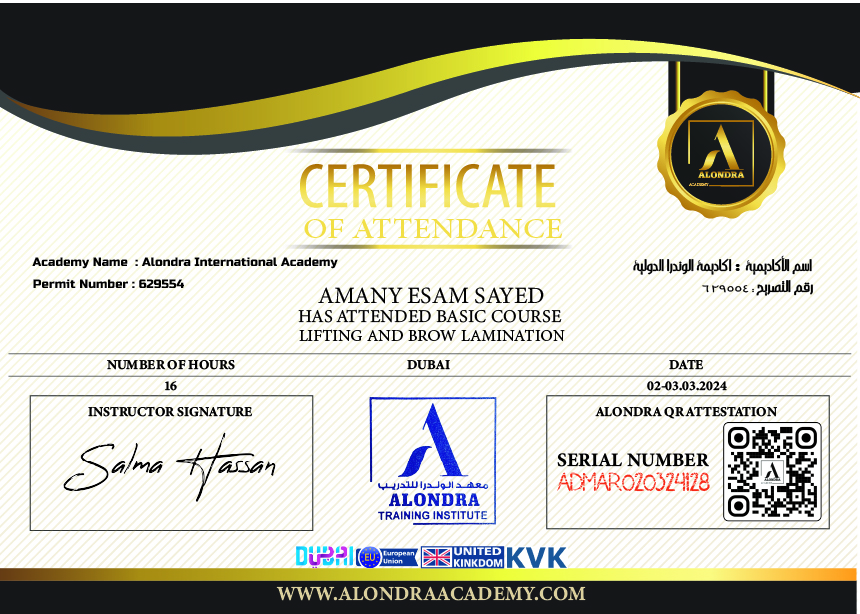 ALONDRA
ACADEMY
CERTIFICATE
OF ATTENDANCE
Academy Name : Alondra International Academy
اسم الأكاديمية : اكاديمية الوندرا الدولية
Permit Number : 629554
رقم التصريح : ٦٢٩٥٥٤
AMANY ESAM SAYED
HAS ATTENDED BASIC COURSE
LIFTING AND BROW LAMINATION
NUMBER OF HOURS DUBAI DATE
16 02-03.03.2024
INSTRUCTOR SIGNATURE
Salma Hassan
معهد الوندرا للتدريب
ALONDRA
TRAINING INSTITUTE
ALONDRA QR ATTESTATION
SERIAL NUMBER
ADMAR020324128
ALONDRA
DUBAI EU European Union UNITED KINKDOM KVK
WWW.ALONDRAACADEMY.COM